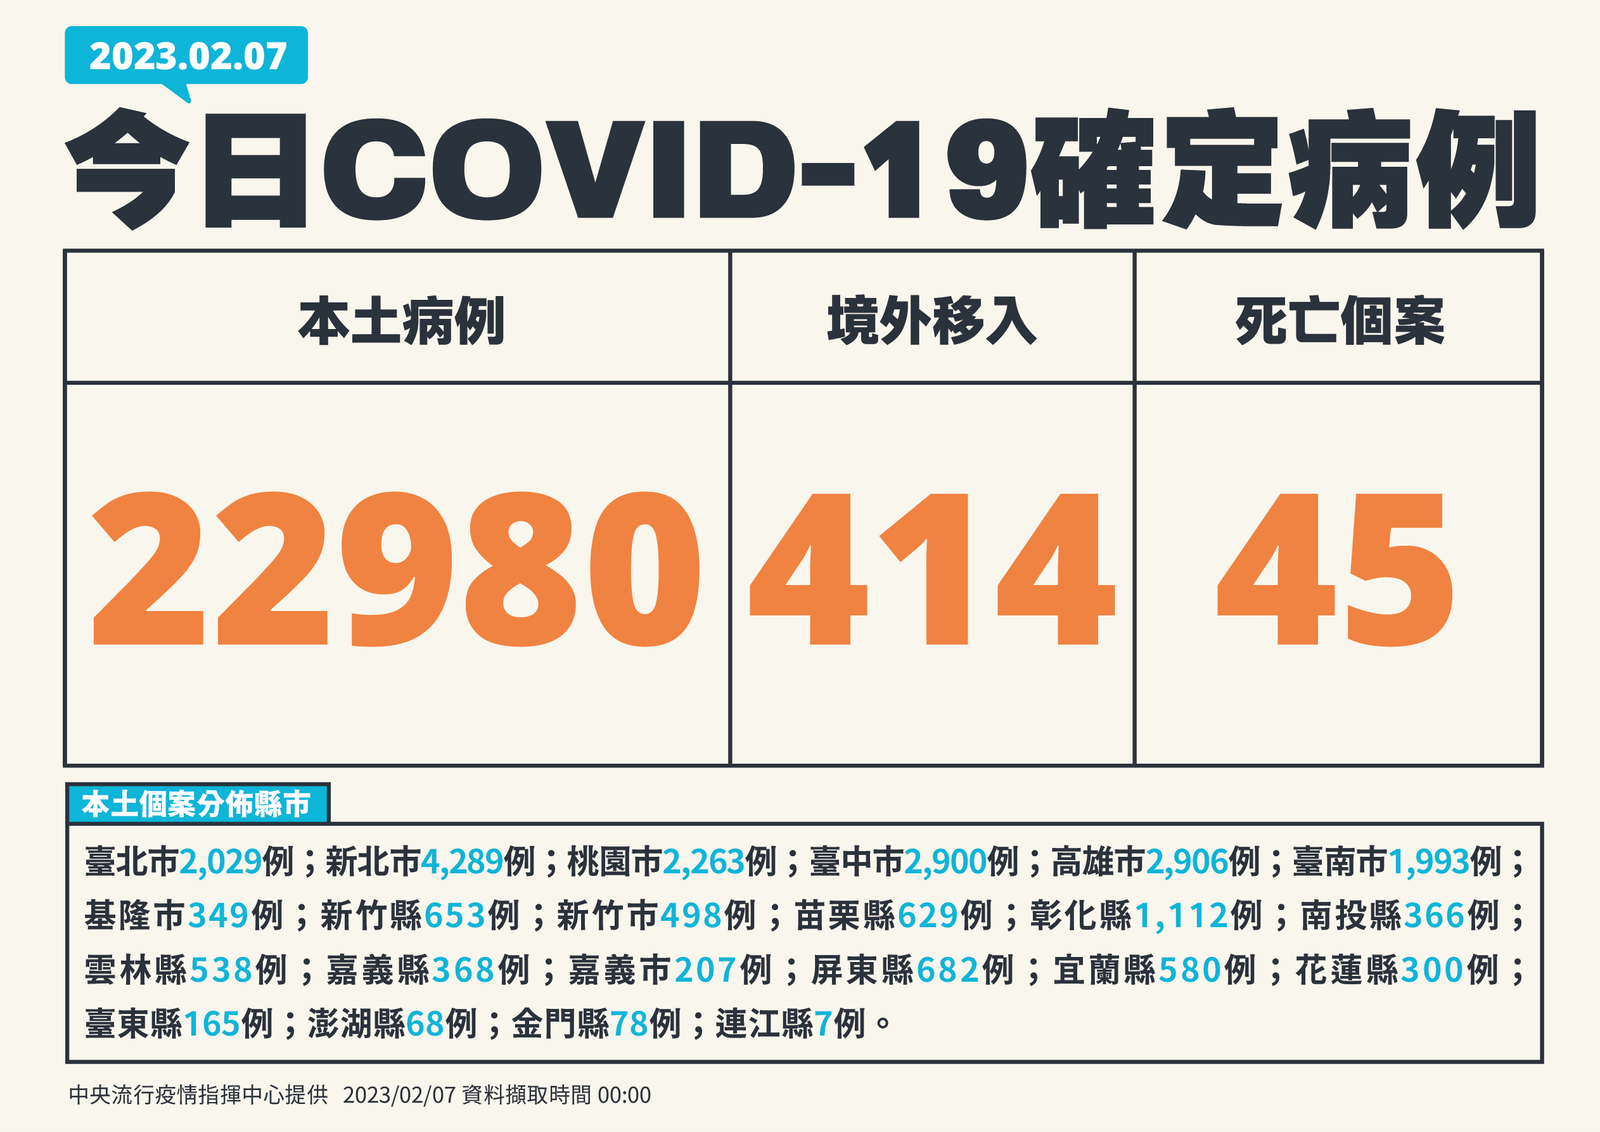 2023.02.07
今日COVID-19確定病例
本土病例 境外移入 死亡個案
22980 414 45
本土個案分佈縣市
臺北市2,029例；新北市4,289例；桃園市2,263例；臺中市2,900例；高雄市2,906例；臺南市1,993例；
基隆市349例；新竹縣653例；新竹市498例；苗栗縣629例；彰化縣1,112例；南投縣366例；
雲林縣538例；嘉義縣368例；嘉義市207例；屏東縣682例；宜蘭縣580例；花蓮縣300例；
臺東縣165例；澎湖縣68例；金門縣78例；連江縣7例。
中央流行疫情指揮中心提供 2023/02/07 資料擷取時間 00:00